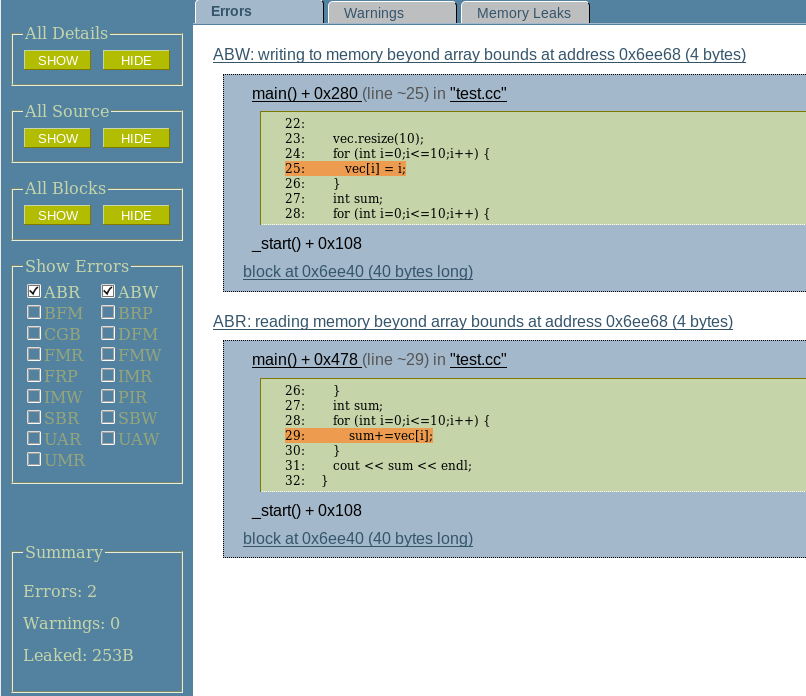 Errors
Warnings
Memory Leaks
All Details
SHOW HIDE
All Source
SHOW HIDE
All Blocks
SHOW HIDE
Show Errors
ABR ABW
BFM BRP
CGB DFM
FMR FMW
FRP IMR
IMW PIR
SBR SBW
UAR UAW
UMR
Summary
Errors: 2
Warnings: 0
Leaked: 253B
ABW: writing to memory beyond array bounds at address 0x6ee68 (4 bytes)
main() + 0x280 (line ~25) in "test.cc"
22:
23: vec.resize(10);
24: for (int i=0;i<=10;i++) {
25: vec[i] = i;
26: }
27: int sum;
28: for (int i=0;i<=10;i++) {
_start() + 0x108
block at 0x6ee40 (40 bytes long)
ABR: reading memory beyond array bounds at address 0x6ee68 (4 bytes)
main() + 0x478 (line ~29) in "test.cc"
26: }
27: int sum;
28: for (int i=0;i<=10;i++) {
29: sum+=vec[i];
30: }
31: cout << sum << endl;
32: }
_start() + 0x108
block at 0x6ee40 (40 bytes long)